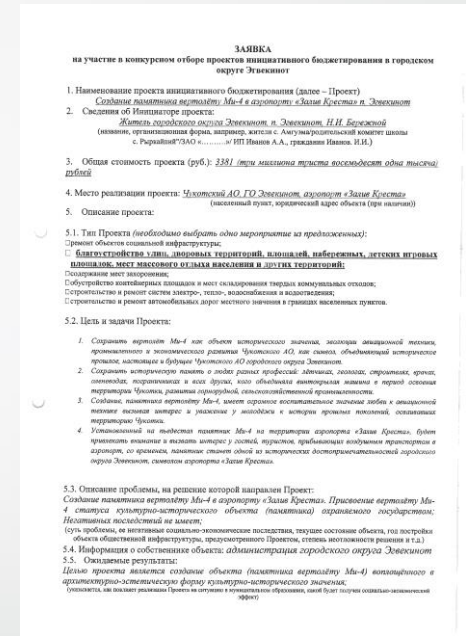 ЗАЯВКА
на участие в конкурсном отборе проектов инициативного бюджетирования в городском
округе Эгвекинот
1. Наименование проекта инициативного бюджетирования (далее – Проект)
Создание памятника вертолёту Ми-4 в аэропорту «Залив Креста» п. Эгвекинот
2. Сведения об Инициаторе проекта:
Житель городского округа Эгвекинот, п. Эгвекинот, Н.И. Бережной
(название, организационная форма, например, жители с. Амгуэма/родительский комитет школы
с. Рыркайпий"/ЗАО «.........»/ ИП Иванов А.А., гражданин Иванов. И.И.)
3. Общая стоимость проекта (руб.): 3381 (три миллиона триста восемьдесят одна тысяча)
рублей
4. Место реализации проекта: Чукотский АО, ГО Эгвекинот, аэропорт «Залив Креста»
(населенный пункт, юридический адрес объекта (при наличии))
5. Описание проекта:
5.1. Тип Проекта (необходимо выбрать одно мероприятие из предложенных):
□ремонт объектов социальной инфраструктуры;
□ благоустройство улиц, дворовых территорий, площадей, набережных, детских игровых
площадок, мест массового отдыха населения и других территорий;
□содержание мест захоронения;
□обустройство контейнерных площадок и мест складирования твердых коммунальных отходов;
□строительство и ремонт систем электро-, тепло-, водоснабжения и водоотведения;
□строительство и ремонт автомобильных дорог местного значения в границах населенных пунктов.
5.2. Цель и задачи Проекта:
1. Сохранить вертолёт Ми-4 как объект исторического значения, эволюции авиационной техники,
промышленного и экономического развития Чукотского АО, как символ, объединяющий историческое
прошлое, настоящее и будущее Чукотского АО городского округа Эгвекинот.
2. Сохранить историческую память о людях разных профессий: лётчиках, геологах, строителях, врачах,
оленеводах, пограничниках и всех других, кого объединяла винтокрылая машина в период освоения
территории Чукотки, развития горнорудной, сельскохозяйственной промышленности.
3. Создание, памятника вертолёту Ми-4, имеет огромное воспитательное значение любви к авиационной
технике вызывая интерес и уважение у молодёжи к истории прошлых поколений, осваивавших
территорию Чукотки.
4. Установленный на пьедестал памятник Ми-4 на территории аэропорта «Залив Креста», будет
привлекать внимание и вызывать интерес у гостей, туристов, прибывающих воздушным транспортом в
аэропорт, со временем, памятник станет одной из исторических достопримечательностей городского
округа Эгвекинот, символом аэропорта «Залив Креста».
5.3. Описание проблемы, на решение которой направлен Проект:
Создание памятника вертолёту Ми-4 в аэропорту «Залив Креста». Присвоение вертолёту Ми-
4 статуса культурно-исторического объекта (памятника) охраняемого государством;
Негативных последствий не имеет;
(суть проблемы, ее негативные социально-экономические последствия, текущее состояние объекта, год постройки
объекта общественной инфраструктуры, предусмотренного Проектом, степень неотложности решения и т.д.)
5.4. Информация о собственнике объекта: администрация городского округа Эгвекинот
5.5. Ожидаемые результаты:
Целью проекта является создание объекта (памятника вертолёту Ми-4) воплощённого в
архитектурно-эстетическую форму культурно-исторического значения;
(указывается, как повлияет реализация Проекта на ситуацию в муниципальном образовании, какой будет получен социально-экономический
эффект)